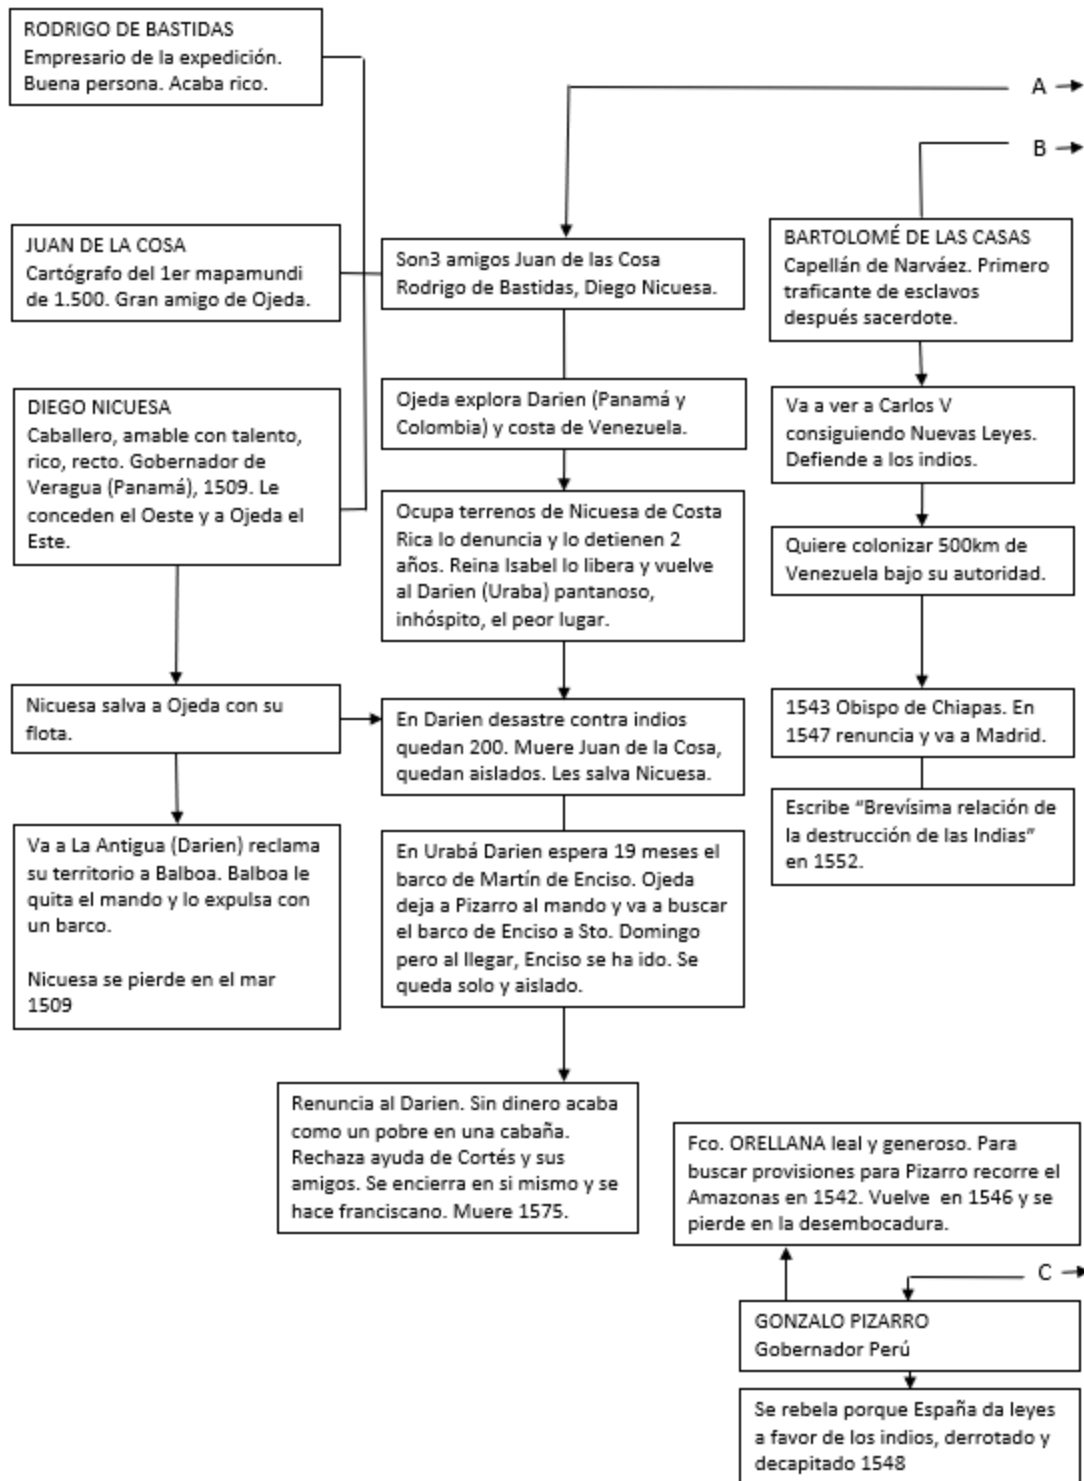 RODRIGO DE BASTIDAS
Empresario de la expedición.
Buena persona. Acaba rico.
A
B
JUAN DE LA COSA
Cartógrafo del 1er mapamundi
de 1.500. Gran amigo de Ojeda.
Son3 amigos Juan de las Cosa
Rodrigo de Bastidas, Diego Nicuesa.
BARTOLOMÉ DE LAS CASAS
Capellán de Narváez. Primero
traficante de esclavos
después sacerdote.
DIEGO NICUESA
Caballero, amable con talento,
rico, recto. Gobernador de
Veragua (Panamá), 1509. Le
conceden el Oeste y a Ojeda el
Este.
Ojeda explora Darien (Panamá y
Colombia) y costa de Venezuela.
Va a ver a Carlos V
consiguiendo Nuevas Leyes.
Defiende a los indios.
Ocupa terrenos de Nicuesa de Costa
Rica lo denuncia y lo detienen 2
años. Reina Isabel lo libera y vuelve
al Darien (Uraba) pantanoso,
inhóspito, el peor lugar.
Quiere colonizar 500km de
Venezuela bajo su autoridad.
Nicuesa salva a Ojeda con su
flota.
En Darien desastre contra indios
quedan 200. Muere Juan de la Cosa,
quedan aislados. Les salva Nicuesa.
1543 Obispo de Chiapas. En
1547 renuncia y va a Madrid.
Escribe “Brevísima relación de
la destrucción de las Indias”
en 1552.
Va a La Antigua (Darien) reclama
su territorio a Balboa. Balboa le
quita el mando y lo expulsa con
un barco.
Nicuesa se pierde en el mar
1509
En Urabá Darien espera 19 meses el
barco de Martín de Enciso. Ojeda
deja a Pizarro al mando y va a buscar
el barco de Enciso a Sto. Domingo
pero al llegar, Enciso se ha ido. Se
queda solo y aislado.
Renuncia al Darien. Sin dinero acaba
como un pobre en una cabaña.
Rechaza ayuda de Cortés y sus
amigos. Se encierra en si mismo y se
hace franciscano. Muere 1575.
Fco. ORELLANA leal y generoso. Para
buscar provisiones para Pizarro recorre el
Amazonas en 1542. Vuelve en 1546 y se
pierde en la desembocadura.
C
GONZALO PIZARRO
Gobernador Perú
Se rebela porque España da leyes
a favor de los indios, derrotado y
decapitado 1548